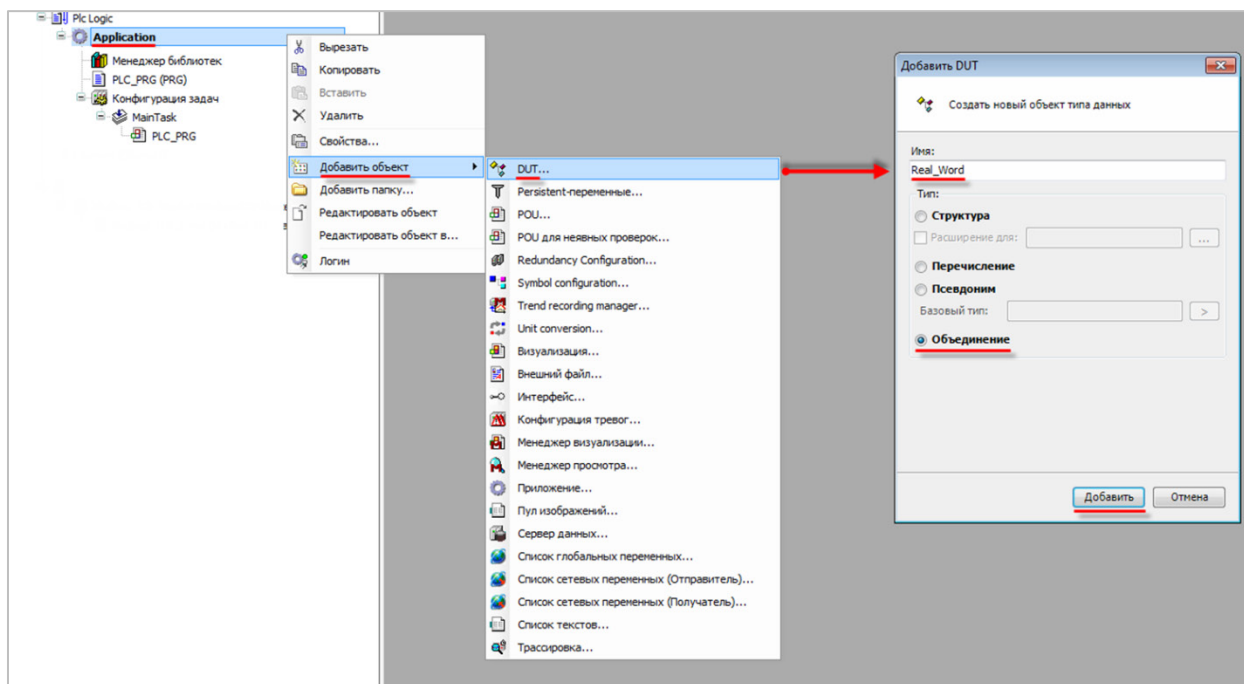 Plc Logic
Application
Менеджер библиотек
PLC_PRG (PRG)
Конфигурация задач
MainTask
PLC_PRG
Вырезать
Копировать
Вставить
Удалить
Свойства...
Добавить объект
Добавить папку...
Редактировать объект
Редактировать объект в...
Логин
DUT...
Persistent-переменные...
POU...
POU для неявных проверок...
Redundancy Configuration...
Symbol configuration...
Trend recording manager...
Unit conversion...
Визуализация...
Внешний файл...
Интерфейс...
Конфигурация тревог...
Менеджер визуализации...
Менеджер просмотра...
Приложение...
Пул изображений...
Сервер данных...
Список глобальных переменных...
Список сетевых переменных (Отправитель)...
Список сетевых переменных (Получатель)...
Список текстов...
Трассировка...
Добавить DUT
Создать новый объект типа данных
Имя:
Real_Word
Тип:
Структура
Расширение для:
...
Перечисление
Псевдоним
Базовый тип:
>
Объединение
Добавить
Отмена